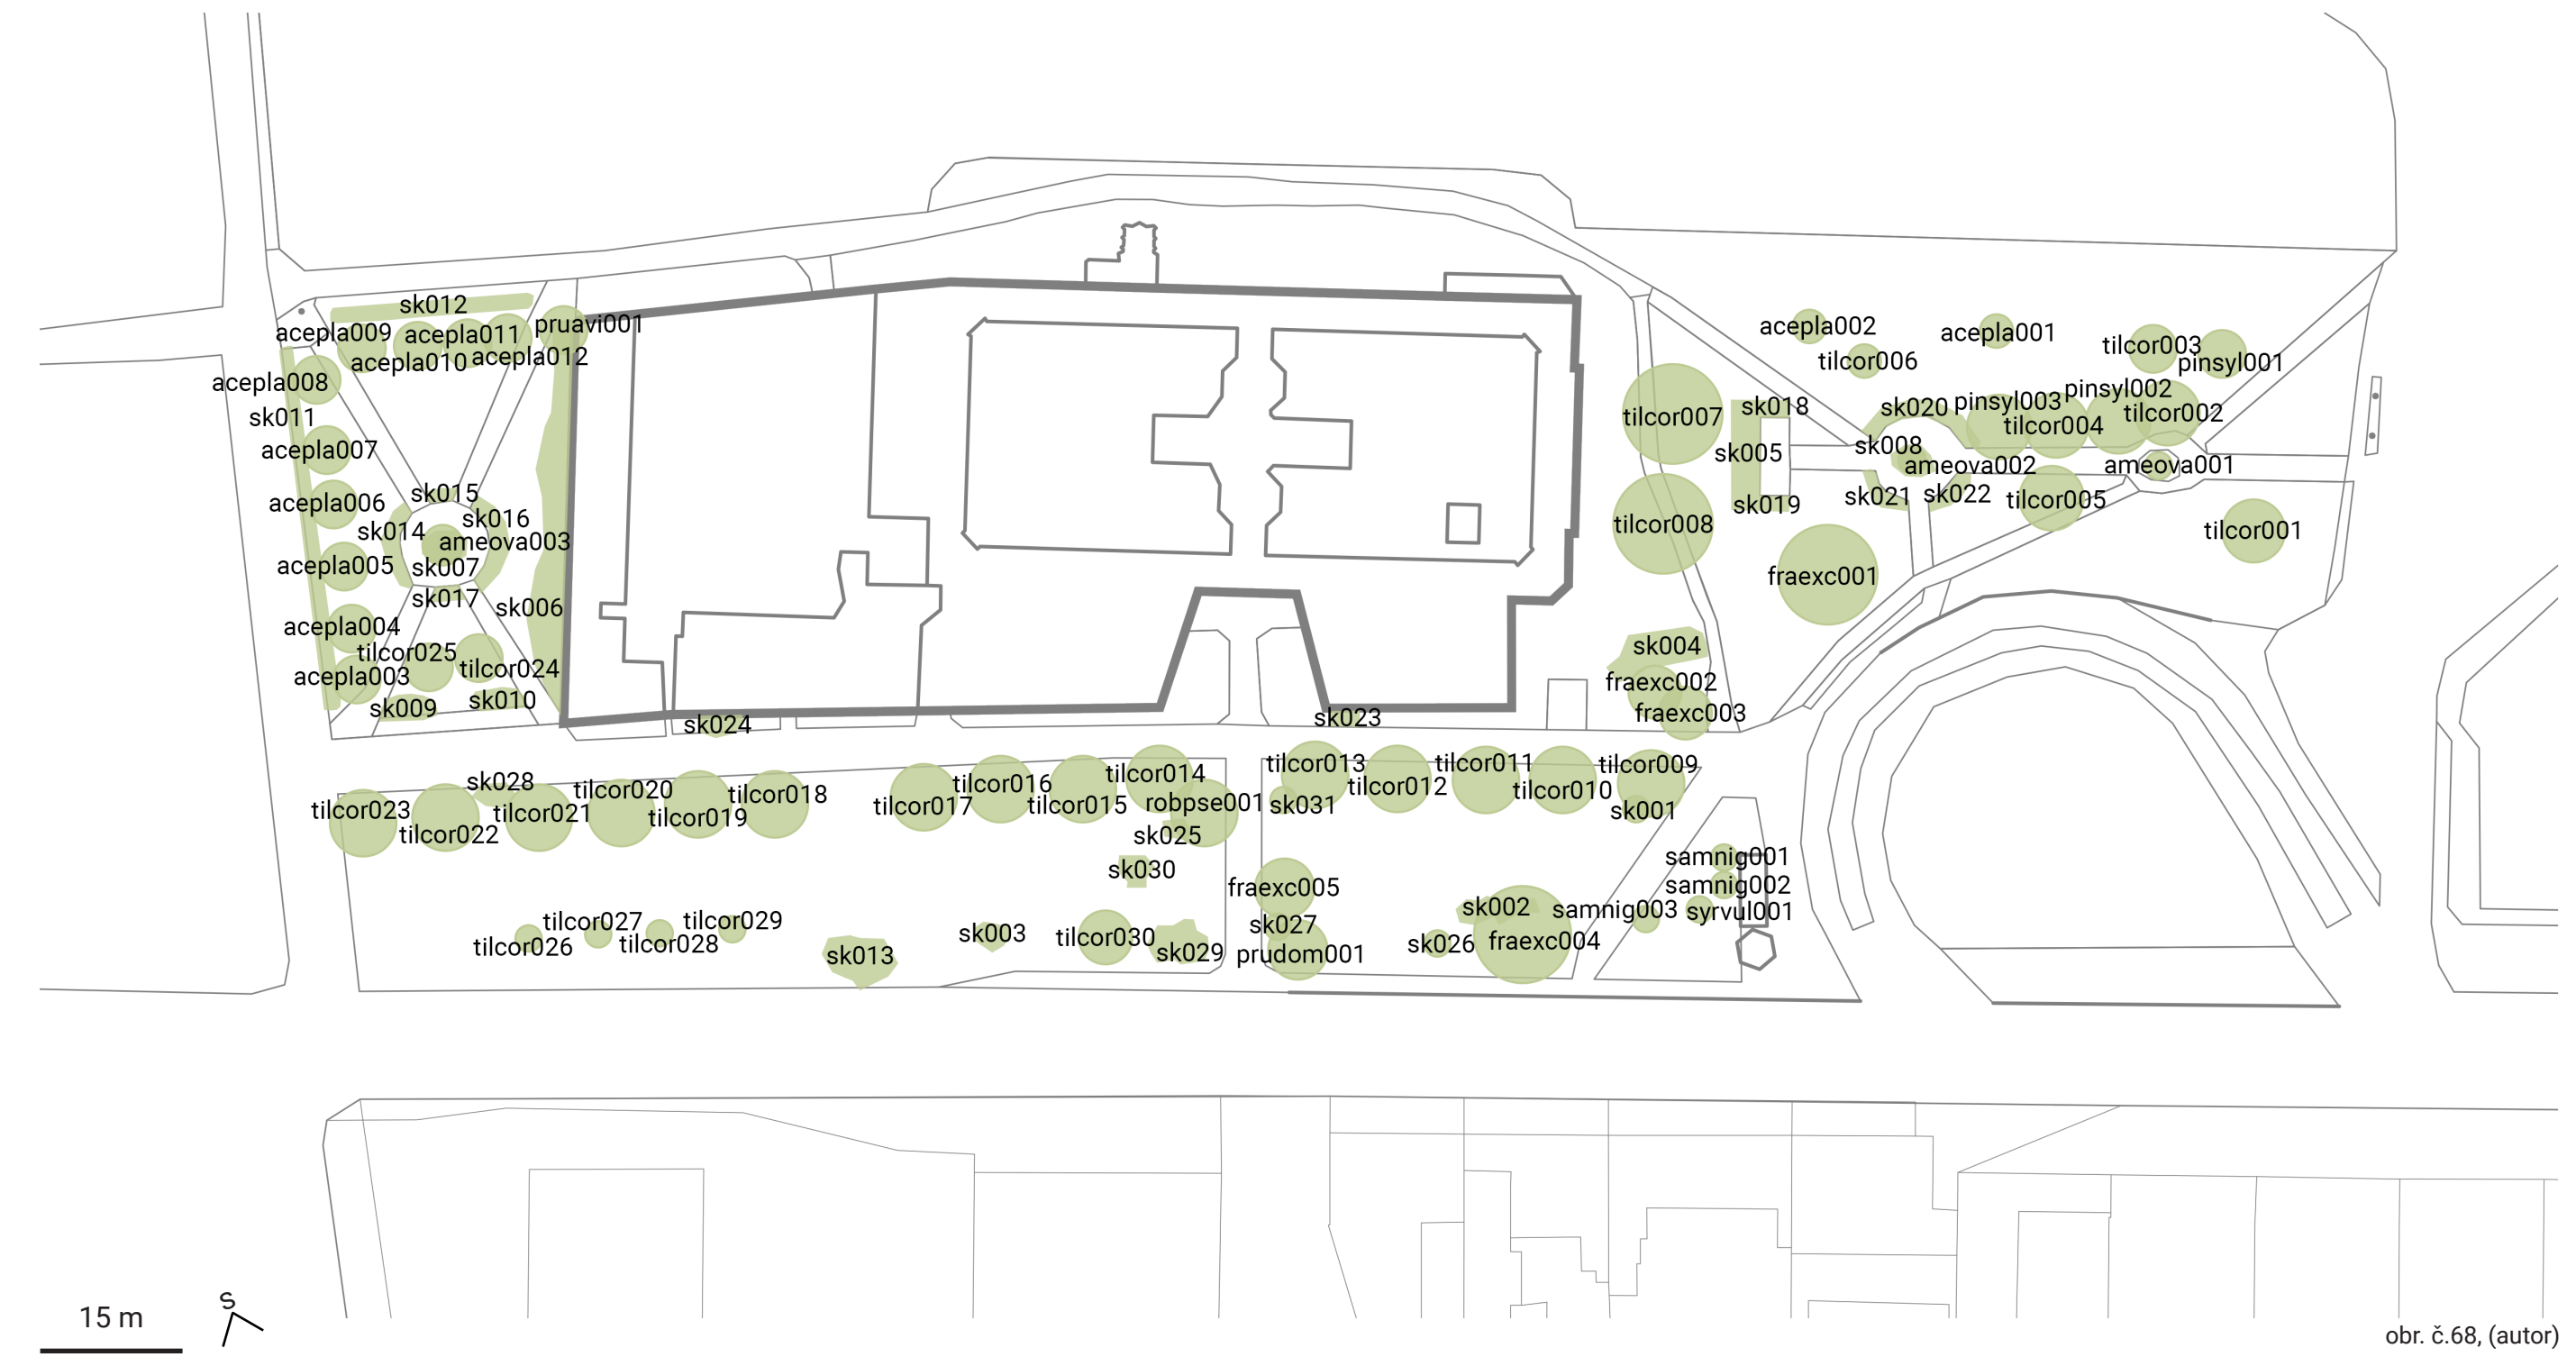 sk012
acepla009
acepla011
pruavi001
acepla010
acepla012
acepla008
sk011
acepla007
sk015
acepla006
sk014
sk016
ameova003
acepla005
sk007
sk017
sk006
acepla004
tilcor025
tilcor024
acepla003
sk009
sk010
sk024
sk023
acepla002
acepla001
tilcor006
tilcor003
pinsyl001
tilcor007
sk018
sk020
pinsyl003
pinsyl002
tilcor004
tilcor002
sk005
sk008
ameova002
ameova001
sk019
sk021
sk022
tilcor005
tilcor008
tilcor001
fraexc001
sk004
fraexc002
fraexc003
tilcor023
tilcor022
sk028
tilcor021
tilcor020
tilcor019
tilcor018
tilcor017
tilcor016
tilcor015
tilcor014
robpse001
sk025
sk030
tilcor013
sk031
tilcor012
tilcor011
tilcor010
tilcor009
sk001
samnig001
samnig002
samnig003
syrvul001
fraexc005
sk027
prudom001
sk002
sk026
fraexc004
tilcor026
tilcor027
tilcor028
tilcor029
sk013
sk003
tilcor030
sk029
15 m
S
obr. č.68, (autor)